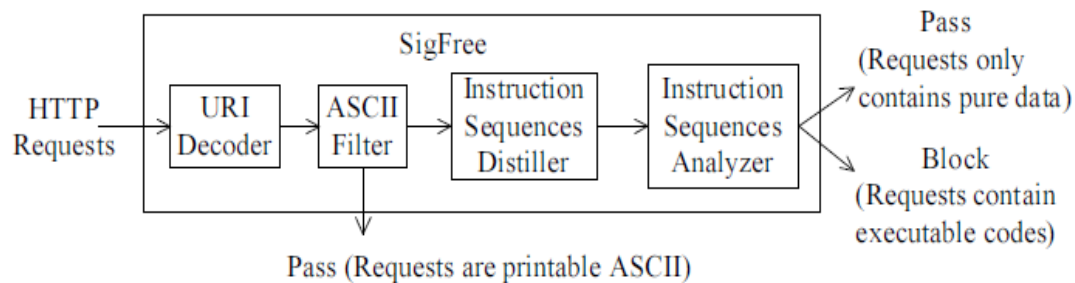 SigFree
HTTP
Requests
URI
Decoder
ASCII
Filter
Instruction
Sequences
Distiller
Instruction
Sequences
Analyzer
Pass
(Requests only
contains pure data)
Block
(Requests contain
executable codes)
Pass (Requests are printable ASCII)